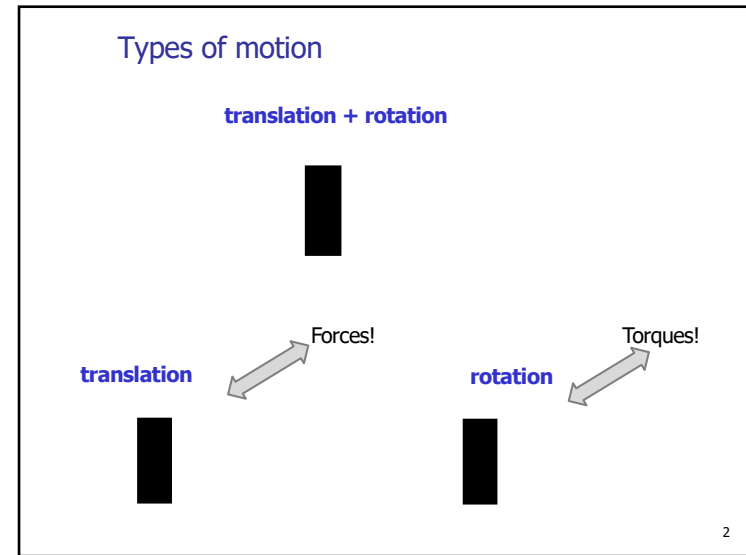 Types of motion
translation + rotation
Forces!
Torques!
translation
rotation
2